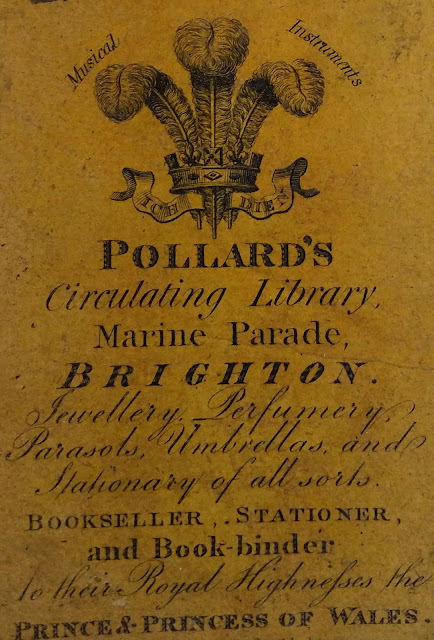 Musical Instruments
ICH DIEN
POLLARD'S
Circulating Library,
Marine Parade,
BRIGHTON.
Jewellery, Perfumery,
Parasols, Umbrellas, and
Stationary of all sorts.
BOOKSELLER, STATIONER,
and Book-binder
to their Royal Highneſses the
PRINCE & PRINCESS OF WALES.